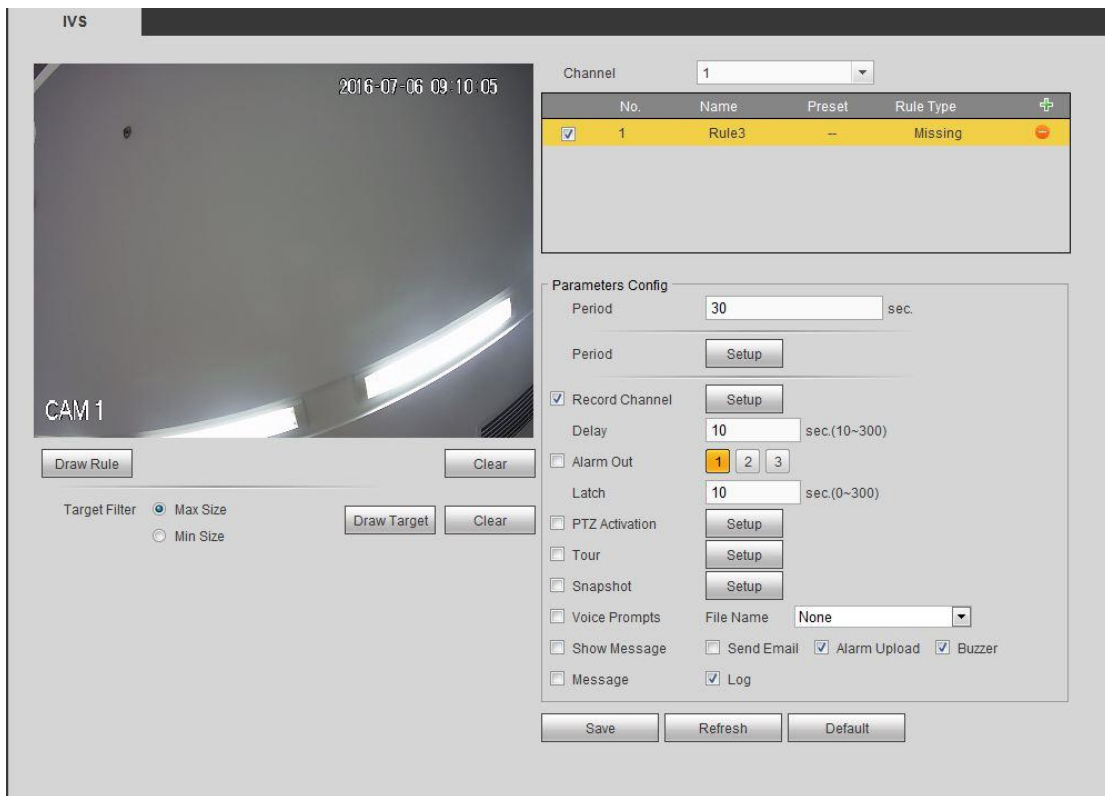 IVS
2016-07-06 09:10:05
CAM 1
Draw Rule
Clear
Target Filter Max Size
Min Size
Draw Target Clear
Channel 1
No. Name Preset Rule Type
1 Rule3 -- Missing
Parameters Config
Period 30 sec.
Period Setup
Record Channel Setup
Delay 10 sec.(10~300)
Alarm Out 1 2 3
Latch 10 sec.(0~300)
PTZ Activation Setup
Tour Setup
Snapshot Setup
Voice Prompts File Name None
Show Message Send Email Alarm Upload Buzzer
Message Log
Save Refresh Default